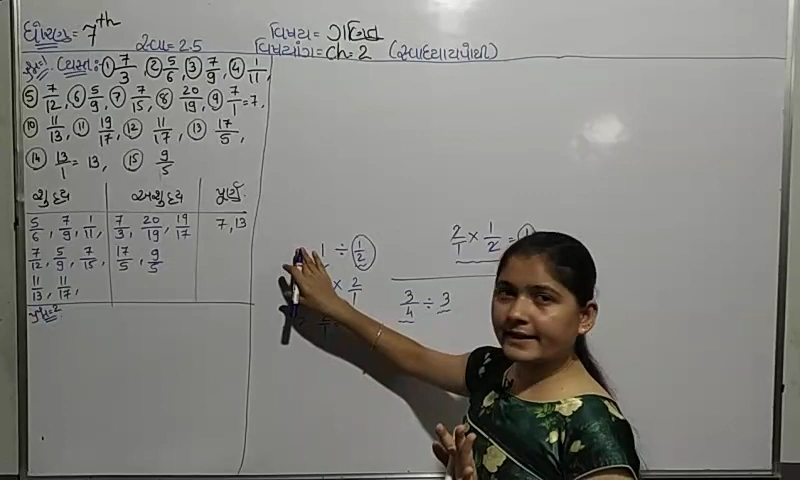 ધોરણ = 7th
સ્વા = 2.5
વિષય = ગણિત
વિષયાંગ = ch = 2 (સ્વાધ્યાયપોથી)
વ્યસ્ત : ① 7/3, ② 5/6, ③ 7/9, ④ 1/11,
⑤ 7/12, ⑥ 5/9, ⑦ 7/15, ⑧ 20/19, ⑨ 7/1 = 7,
⑩ 11/13, ⑪ 19/17, ⑫ 11/17, ⑬ 17/5,
⑭ 13/1 = 13, ⑮ 9/5
શુદ્ધ અશુદ્ધ પૂર્ણ
5/6, 7/9, 1/11, 7/3, 20/19, 19/17 7, 13
7/12, 5/9, 7/15, 17/5, 9/5
11/13, 11/17,
1 ÷ 1/2
× 2/1
2/1 × 1/2 = 1
3/4 ÷ 3